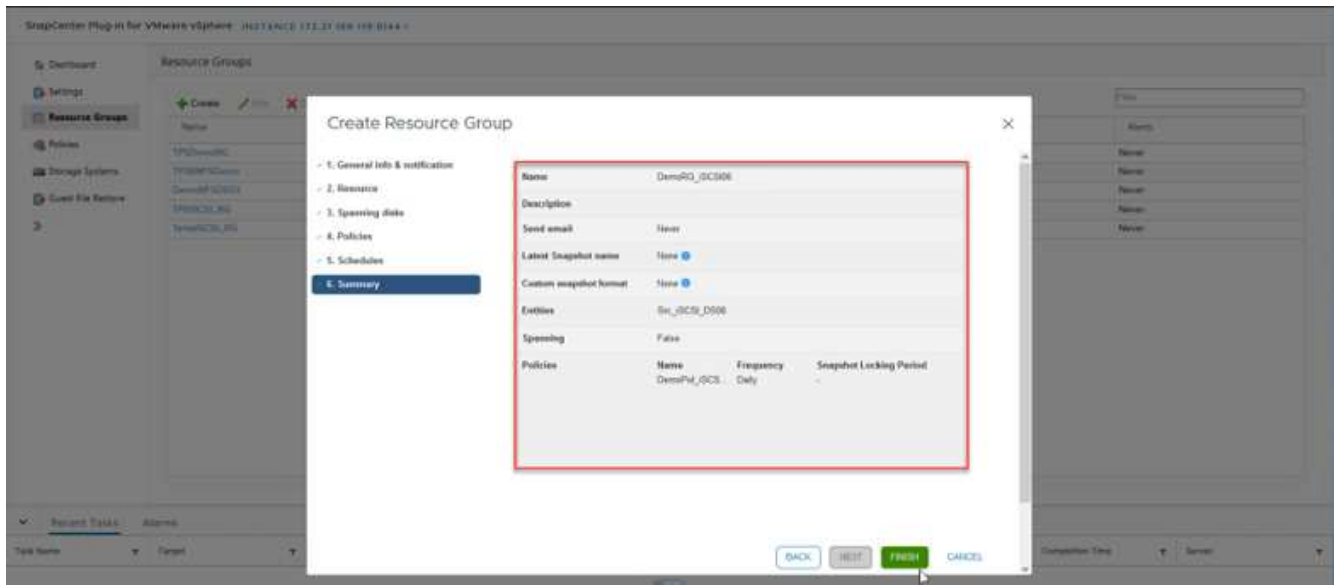 SnapCenter Plug-in for VMware vSphere INSTANCE
Dashboard
Settings
Resource Groups
Policies
Storage Systems
Guest File Restore
Resource Groups
Create
Name
Alerts
Never
Never
Never
Never
Never
Create Resource Group
1. General info & notification
2. Resource
3. Spanning disks
4. Policies
5. Schedules
6. Summary
Name DemoRG_iSCSI06
Description
Send email Never
Latest Snapshot name None
Custom snapshot format None
Entities Src_iSCSI_DS06
Spanning False
Policies Name Frequency Snapshot Locking Period
DemoPol_iSCS... Daily -
BACK NEXT FINISH CANCEL
Recent Tasks Alarms
Task Name Target Completion Time Server